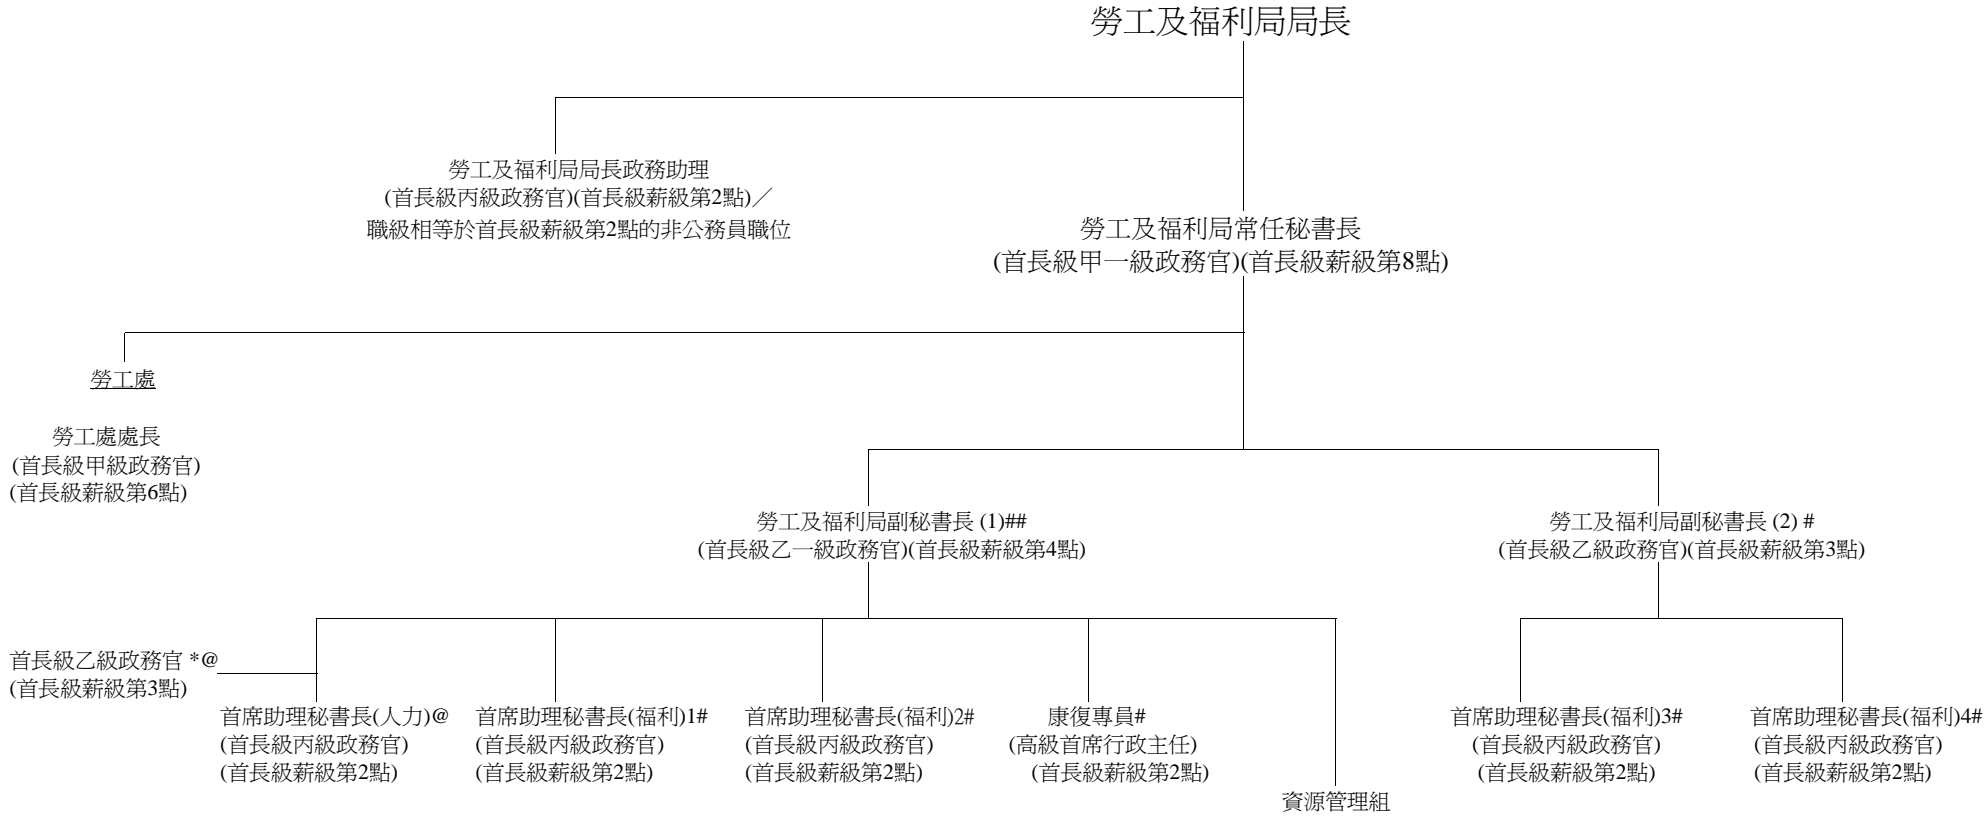 勞工及福利局局長
勞工及福利局局長政務助理
(首長級丙級政務官)(首長級薪級第2點)／
職級相等於首長級薪級第2點的非公務員職位
勞工及福利局常任秘書長
(首長級甲一級政務官)(首長級薪級第8點)
勞工處
勞工處處長
(首長級甲級政務官)
(首長級薪級第6點)
勞工及福利局副秘書長 (1)##
(首長級乙一級政務官)(首長級薪級第4點)
勞工及福利局副秘書長 (2) #
(首長級乙級政務官)(首長級薪級第3點)
首長級乙級政務官 *@
(首長級薪級第3點)
首席助理秘書長(人力)@
(首長級丙級政務官)
(首長級薪級第2點)
首席助理秘書長(福利)1#
(首長級丙級政務官)
(首長級薪級第2點)
首席助理秘書長(福利)2#
(首長級丙級政務官)
(首長級薪級第2點)
康復專員#
(高級首席行政主任)
(首長級薪級第2點)
資源管理組
首席助理秘書長(福利)3#
(首長級丙級政務官)
(首長級薪級第2點)
首席助理秘書長(福利)4#
(首長級丙級政務官)
(首長級薪級第2點)